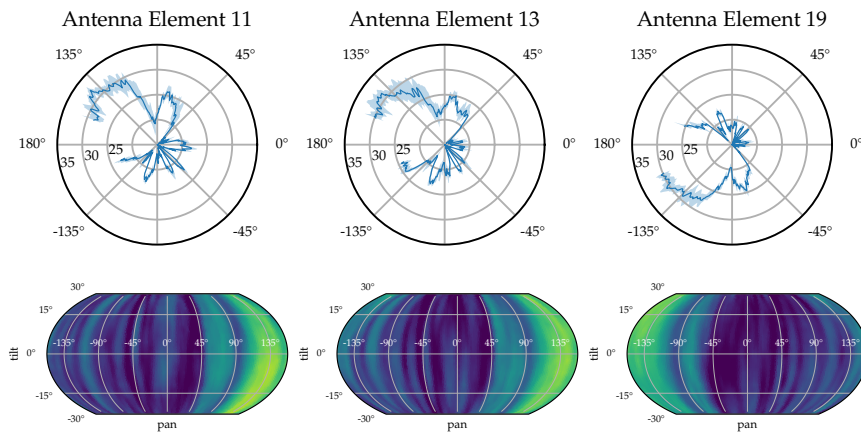 Antenna Element 11
Antenna Element 13
Antenna Element 19
135° 45° 135° 45° 135° 45°
180° 0° 180° 0° 180° 0°
35 30 25 35 30 25 35 30 25
-135° -45° -135° -45° -135° -45°
30° 30° 30°
15° 15° 15°
tilt 0° -135° -90° -45° 0° 45° 90° 135° tilt 0° -135° -90° -45° 0° 45° 90° 135° tilt 0° -135° -90° -45° 0° 45° 90° 135°
-15° -15° -15°
-30° -30° -30°
pan pan pan